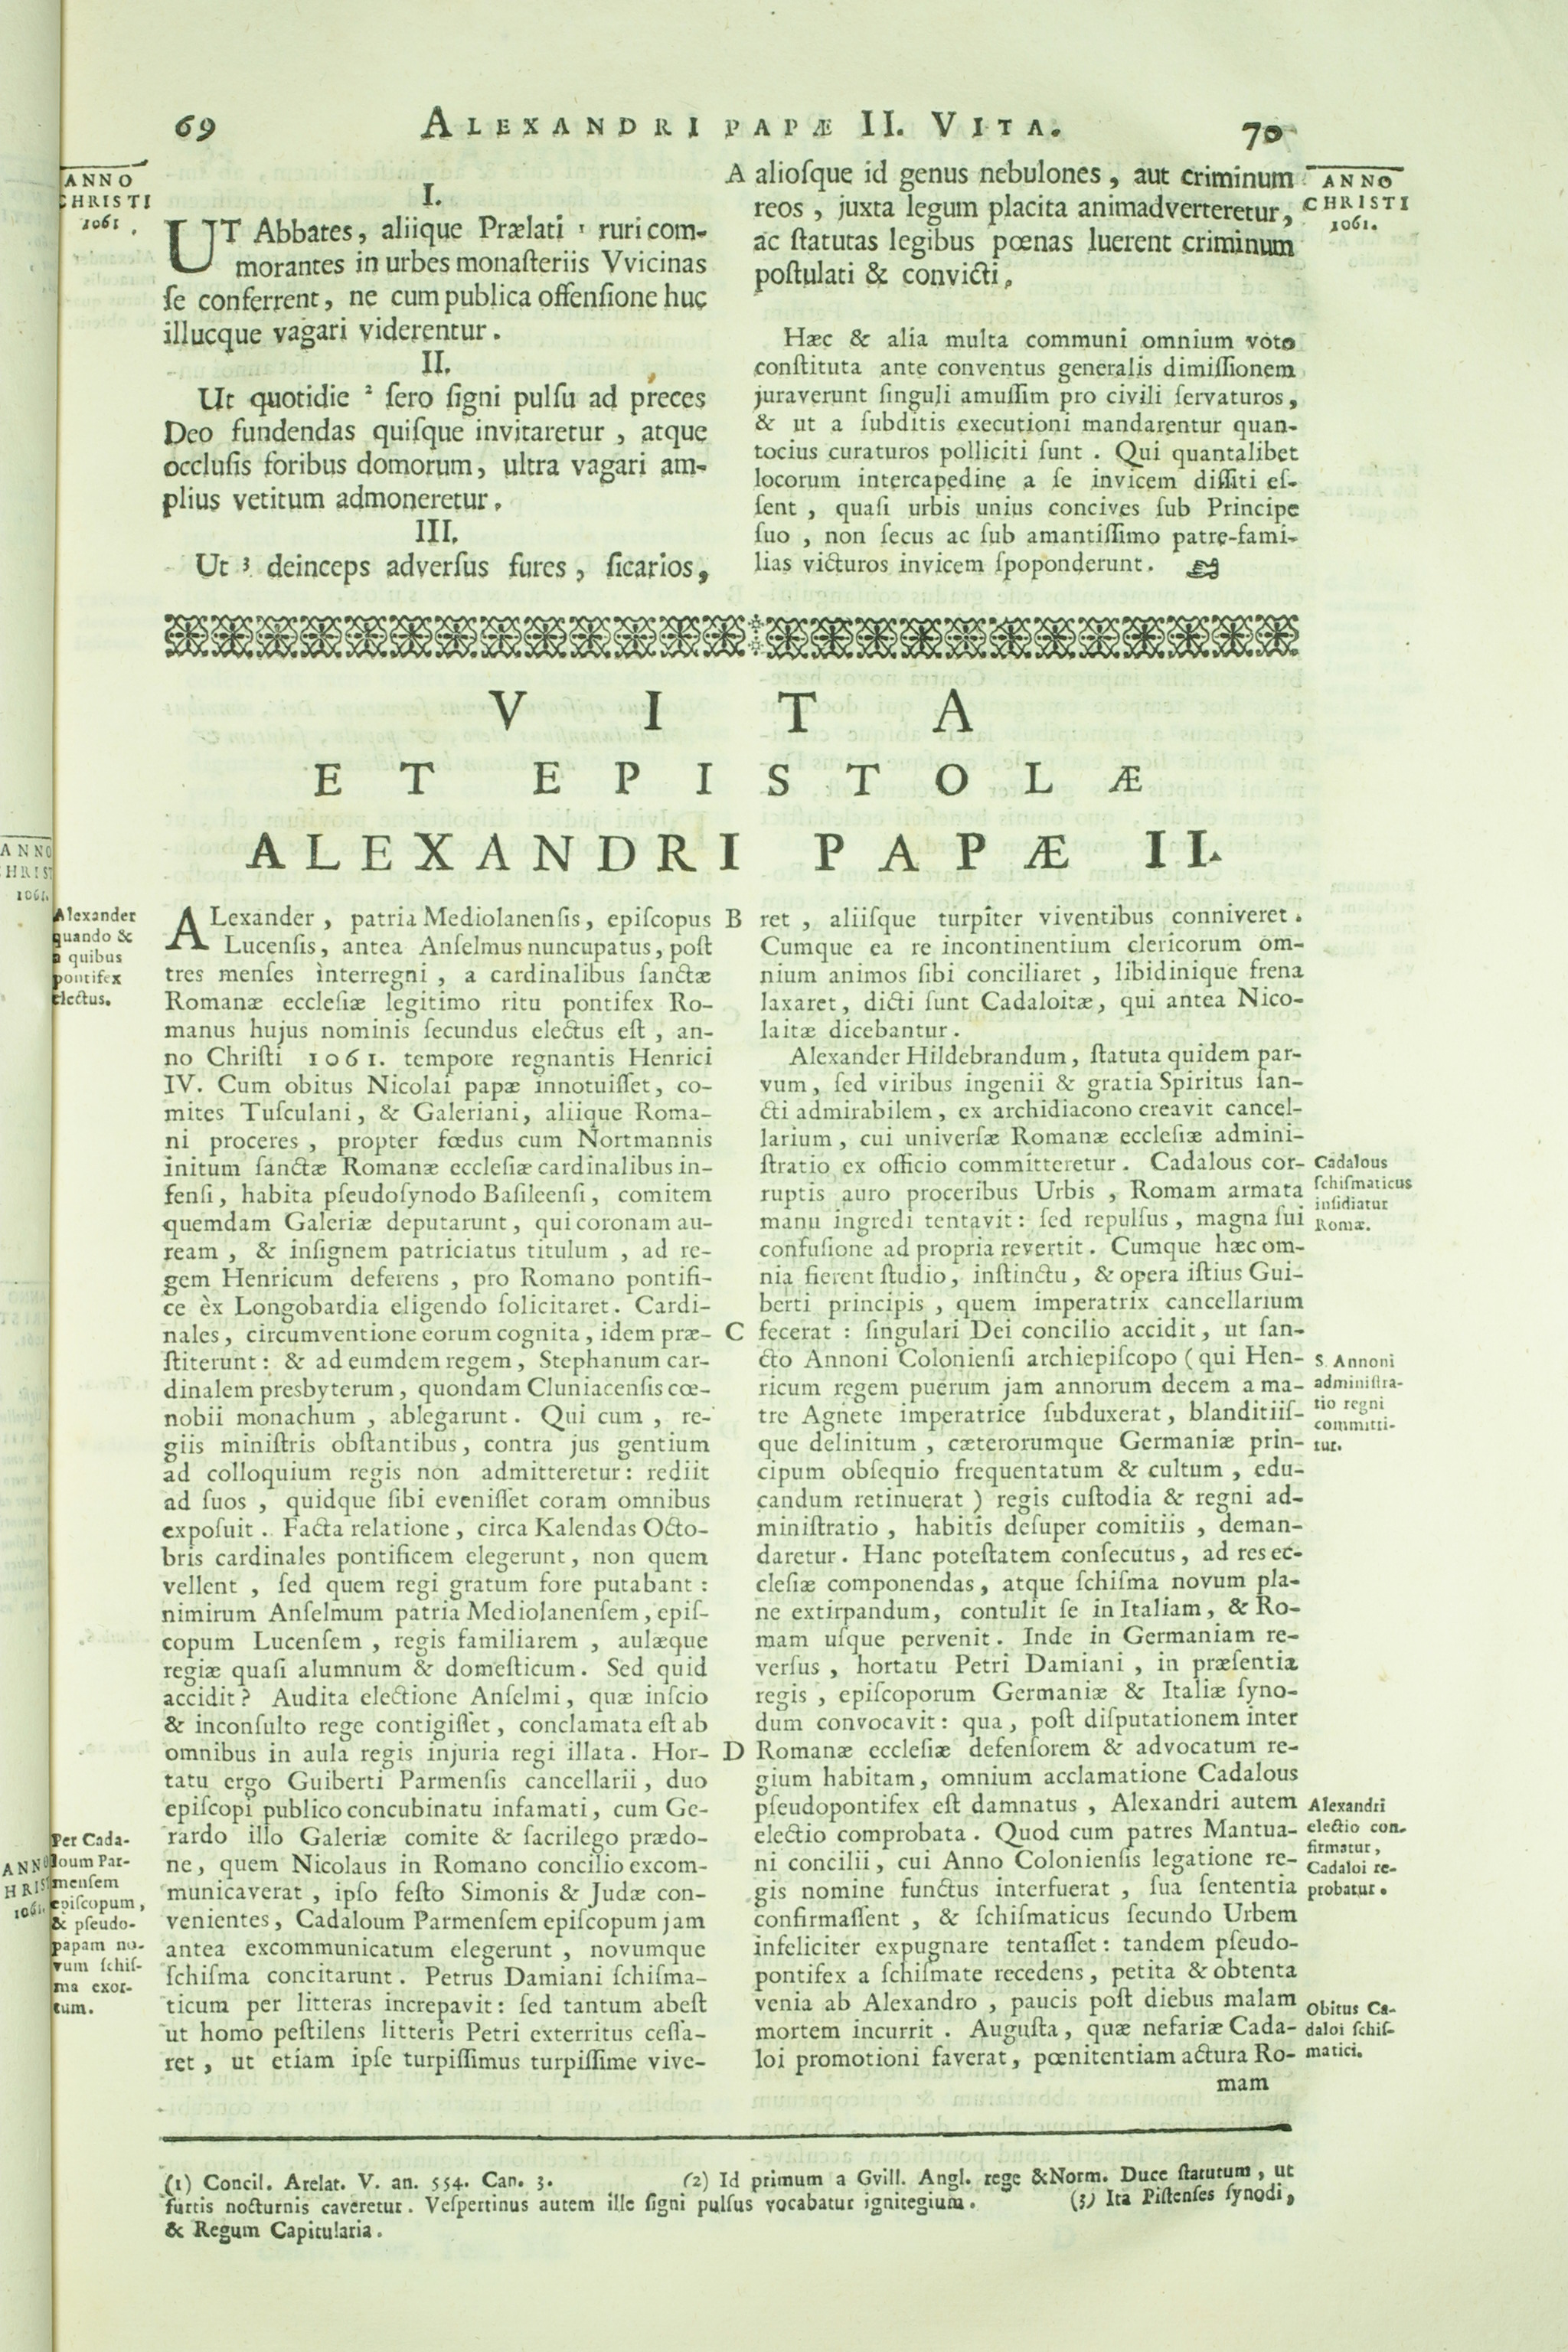 69
ALEXANDRI PAPÆ II. VITA.
70
ANNO
CHRISTI
1061.
I.
UT Abbates, aliique Prælati ¹ ruri com-
morantes in urbes monaſteriis Vvicinas
ſe conferrent, ne cum publica offenſione huc
illucque vagari viderentur.
II.
Ut quotidie ² ſero ſigni pulſu ad preces
Deo fundendas quiſque invitaretur, atque
occluſis foribus domorum, ultra vagari am-
plius vetitum admoneretur.
III.
Ut ³ deinceps adverſus fures, ſicarios,
A
alioſque id genus nebulones, aut criminum
reos, juxta legum placita animadverteretur,
ac ſtatutas legibus pœnas luerent criminum
poſtulati & convicti.
ANNO
CHRISTI
1061.
Hæc & alia multa communi omnium voto
conſtituta ante conventus generalis dimiſſionem
juraverunt ſinguli amuſſim pro civili ſervaturos,
& ut a ſubditis executioni mandarentur quan-
tocius curaturos polliciti ſunt. Qui quantalibet
locorum intercapedine a ſe invicem diſſiti eſ-
ſent, quaſi urbis unius concives ſub Principe
ſuo, non ſecus ac ſub amantiſſimo patre-fami-
lias victuros invicem ſpoponderunt.
VITA
ET EPISTOLÆ
ALEXANDRI PAPÆ II.
ANNO
HRIST
1061.
Alexander
quando &
a quibus
pontifex
electus.
ALexander, patria Mediolanenſis, epiſcopus
Lucenſis, antea Anſelmus nuncupatus, poſt
tres menſes interregni, a cardinalibus ſanctæ
Romanæ eccleſiæ legitimo ritu pontifex Ro-
manus hujus nominis ſecundus electus eſt, an-
no Chriſti 1061. tempore regnantis Henrici
IV. Cum obitus Nicolai papæ innotuiſſet, co-
mites Tuſculani, & Galeriani, aliique Roma-
ni proceres, propter fœdus cum Nortmannis
initum ſanctæ Romanæ eccleſiæ cardinalibus in-
fenſi, habita pſeudoſynodo Baſileenſi, comitem
quemdam Galeriæ deputarunt, qui coronam au-
ream, & inſignem patriciatus titulum, ad re-
gem Henricum deferens, pro Romano pontifi-
ce èx Longobardia eligendo ſolicitaret. Cardi-
nales, circumventione eorum cognita, idem præ-
ſtiterunt: & ad eumdem regem, Stephanum car-
dinalem presbyterum, quondam Cluniacenſis cœ-
nobii monachum, ablegarunt. Qui cum, re-
giis miniſtris obſtantibus, contra jus gentium
ad colloquium regis non admitteretur: rediit
ad ſuos, quidque ſibi eveniſſet coram omnibus
expoſuit. Facta relatione, circa Kalendas Octo-
bris cardinales pontificem elegerunt, non quem
vellent, ſed quem regi gratum fore putabant:
nimirum Anſelmum patria Mediolanenſem, epiſ-
copum Lucenſem, regis familiarem, aulæque
regiæ quaſi alumnum & domeſticum. Sed quid
accidit? Audita electione Anſelmi, quæ inſcio
& inconſulto rege contigiſſet, conclamata eſt ab
omnibus in aula regis injuria regi illata. Hor-
tatu ergo Guiberti Parmenſis cancellarii, duo
epiſcopi publico concubinatu infamati, cum Ge-
rardo illo Galeriæ comite & ſacrilego prædo-
ne, quem Nicolaus in Romano concilio excom-
municaverat, ipſo feſto Simonis & Judæ con-
venientes, Cadaloum Parmenſem epiſcopum jam
antea excommunicatum elegerunt, novumque
ſchiſma concitarunt. Petrus Damiani ſchiſma-
ticum per litteras increpavit: ſed tantum abeſt
ut homo peſtilens litteris Petri exterritus ceſſa-
ret, ut etiam ipſe turpiſſimus turpiſſime vive-
ANNO
HRIST
1061.
Per Cada-
loum Par-
menſem
epiſcopum,
& pſeudo-
papam no-
vum ſchiſ-
ma exor-
tum.
B
C
D
ret, aliiſque turpiter viventibus conniveret.
Cumque ea re incontinentium clericorum om-
nium animos ſibi conciliaret, libidinique frena
laxaret, dicti ſunt Cadaloitæ, qui antea Nico-
laitæ dicebantur.
Alexander Hildebrandum, ſtatuta quidem par-
vum, ſed viribus ingenii & gratia Spiritus ſan-
cti admirabilem, ex archidiacono creavit cancel-
larium, cui univerſæ Romanæ eccleſiæ admini-
ſtratio ex officio committeretur. Cadalous cor-
ruptis auro proceribus Urbis, Romam armata
manu ingredi tentavit: ſed repulſus, magna ſui
confuſione ad propria revertit. Cumque hæc om-
nia fierent ſtudio, inſtinctu, & opera iſtius Gui-
berti principis, quem imperatrix cancellarium
fecerat: ſingulari Dei concilio accidit, ut ſan-
cto Annoni Colonienſi archiepiſcopo (qui Hen-
ricum regem puerum jam annorum decem a ma-
tre Agnete imperatrice ſubduxerat, blanditiiſ-
que delinitum, cæterorumque Germaniæ prin-
cipum obſequio frequentatum & cultum, edu-
candum retinuerat) regis cuſtodia & regni ad-
miniſtratio, habitis deſuper comitiis, deman-
daretur. Hanc poteſtatem conſecutus, ad res ec-
cleſiæ componendas, atque ſchiſma novum pla-
ne extirpandum, contulit ſe in Italiam, & Ro-
mam uſque pervenit. Inde in Germaniam re-
verſus, hortatu Petri Damiani, in præſentia
regis, epiſcoporum Germaniæ & Italiæ ſyno-
dum convocavit: qua, poſt diſputationem inter
Romanæ eccleſiæ defenſorem & advocatum re-
gium habitam, omnium acclamatione Cadalous
pſeudopontifex eſt damnatus, Alexandri autem
electio comprobata. Quod cum patres Mantua-
ni concilii, cui Anno Colonienſis legatione re-
gis nomine functus interfuerat, ſua ſententia
confirmaſſent, & ſchiſmaticus ſecundo Urbem
infeliciter expugnare tentaſſet: tandem pſeudo-
pontifex a ſchiſmate recedens, petita & obtenta
venia ab Alexandro, paucis poſt diebus malam
mortem incurrit. Auguſta, quæ nefariæ Cada-
loi promotioni faverat, pœnitentiam actura Ro-
mam
Cadalous
ſchiſmaticus
inſidiatur
Romæ.
S. Annoni
adminiſtra-
tio regni
committi-
tur.
Alexandri
electio con-
firmatur,
Cadaloi re-
probatur.
Obitus Ca-
daloi ſchiſ-
matici.
(1) Concil. Arelat. V. an. 554. Can. 3. (2) Id primum a Gvill. Angl. rege &Norm. Duce ſtatutum, ut
furtis nocturnis caveretur. Veſpertinus autem ille ſigni pulſus vocabatur ignitegium. (3) Ita Piſtenſes ſynodi,
& Regum Capitularia.